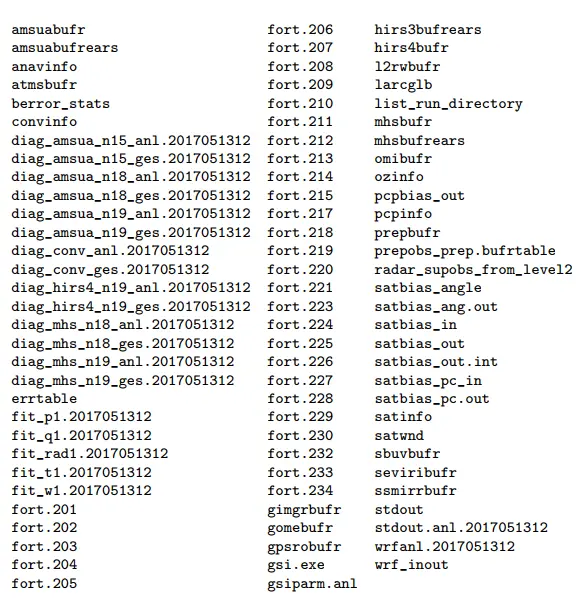 amsuabufr fort.206 hirs3bufrears
amsuabufrears fort.207 hirs4bufr
anavinfo fort.208 l2rwbufr
atmsbufr fort.209 larcglb
berror_stats fort.210 list_run_directory
convinfo fort.211 mhsbufr
diag_amsua_n15_anl.2017051312 fort.212 mhsbufrears
diag_amsua_n15_ges.2017051312 fort.213 omibufr
diag_amsua_n18_anl.2017051312 fort.214 ozinfo
diag_amsua_n18_ges.2017051312 fort.215 pcpbias_out
diag_amsua_n19_anl.2017051312 fort.217 pcpinfo
diag_amsua_n19_ges.2017051312 fort.218 prepbufr
diag_conv_anl.2017051312 fort.219 prepobs_prep.bufrtable
diag_conv_ges.2017051312 fort.220 radar_supobs_from_level2
diag_hirs4_n19_anl.2017051312 fort.221 satbias_angle
diag_hirs4_n19_ges.2017051312 fort.223 satbias_ang.out
diag_mhs_n18_anl.2017051312 fort.224 satbias_in
diag_mhs_n18_ges.2017051312 fort.225 satbias_out
diag_mhs_n19_anl.2017051312 fort.226 satbias_out.int
diag_mhs_n19_ges.2017051312 fort.227 satbias_pc_in
errtable fort.228 satbias_pc.out
fit_p1.2017051312 fort.229 satinfo
fit_q1.2017051312 fort.230 satwnd
fit_rad1.2017051312 fort.232 sbuvbufr
fit_t1.2017051312 fort.233 seviribufr
fit_w1.2017051312 fort.234 ssmirrbufr
fort.201 gimgrbufr stdout
fort.202 gomebufr stdout.anl.2017051312
fort.203 gpsrobufr wrfanl.2017051312
fort.204 gsi.exe wrf_inout
fort.205 gsiparm.anl